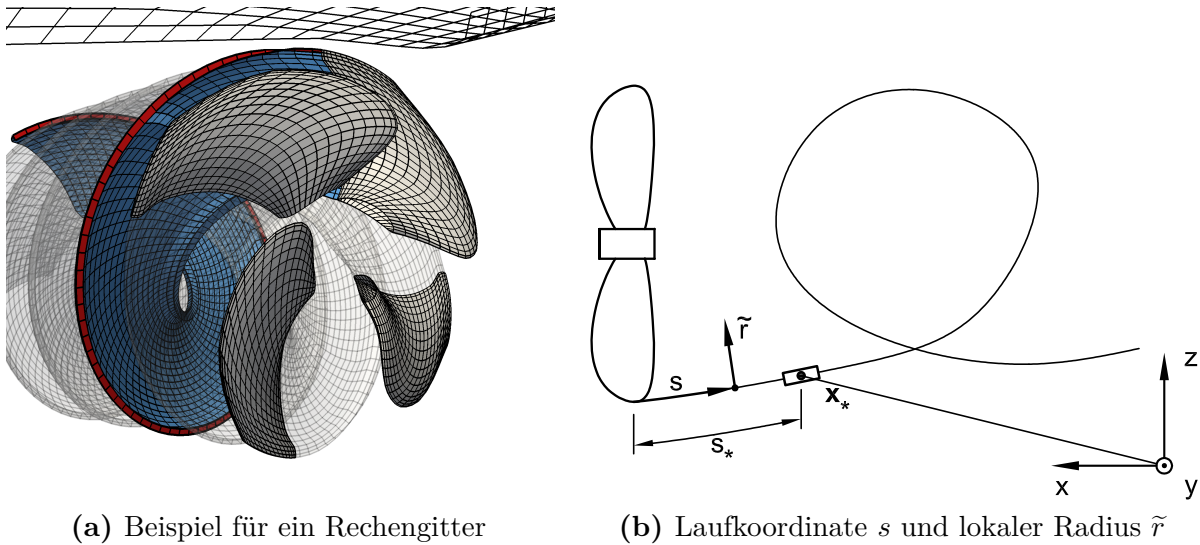 r̃
s
x*
s*
z
x
y
(a) Beispiel für ein Rechengitter
(b) Laufkoordinate s und lokaler Radius r̃